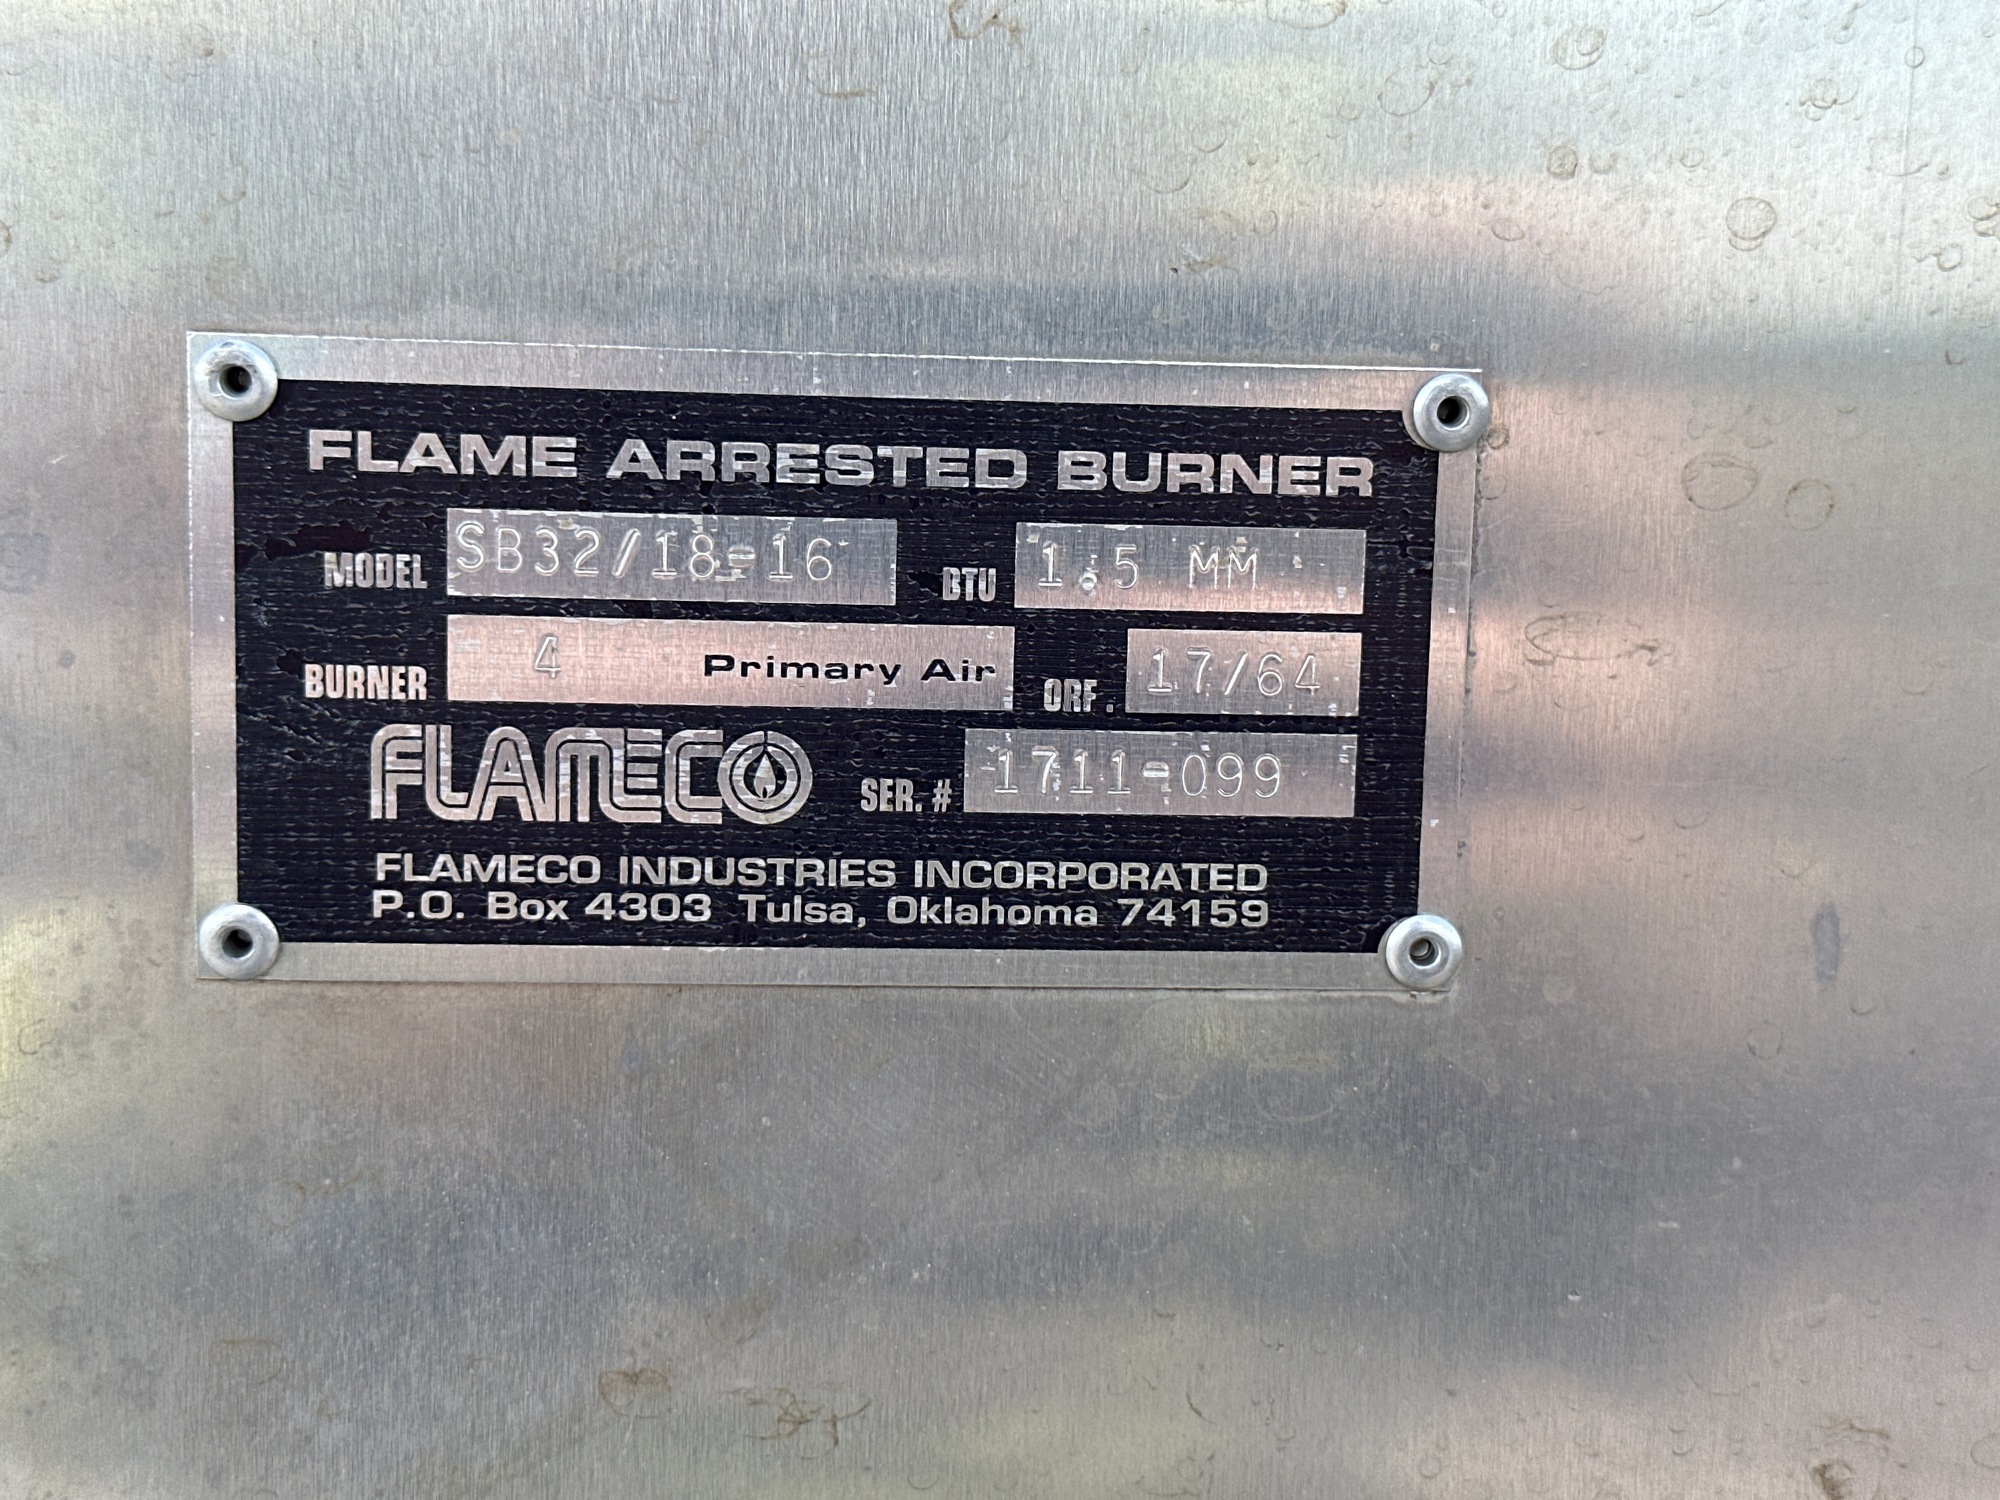 FLAME ARRESTED BURNER
MODEL SB32/18-16 BTU 1.5 MM
BURNER 4 Primary Air ORF. 17/64
FLAMECO SER.# 1711-099
FLAMECO INDUSTRIES INCORPORATED
P.O. Box 4303 Tulsa, Oklahoma 74159